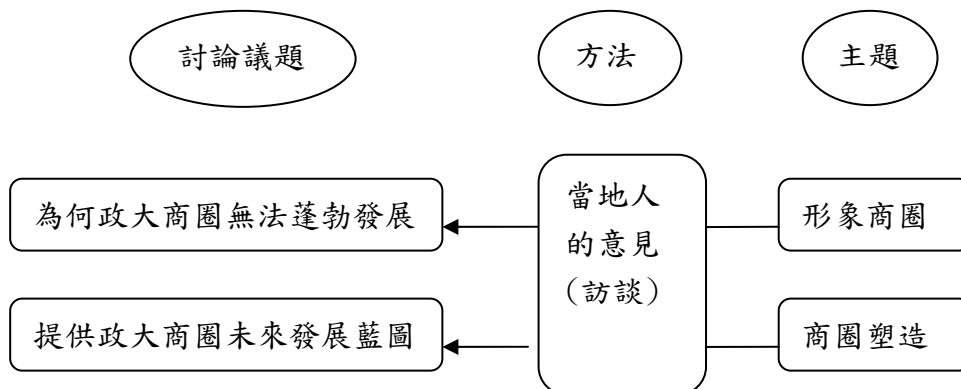 討論議題
方法
主題
為何政大商圈無法蓬勃發展
提供政大商圈未來發展藍圖
當地人
的意見
（訪談）
形象商圈
商圈塑造